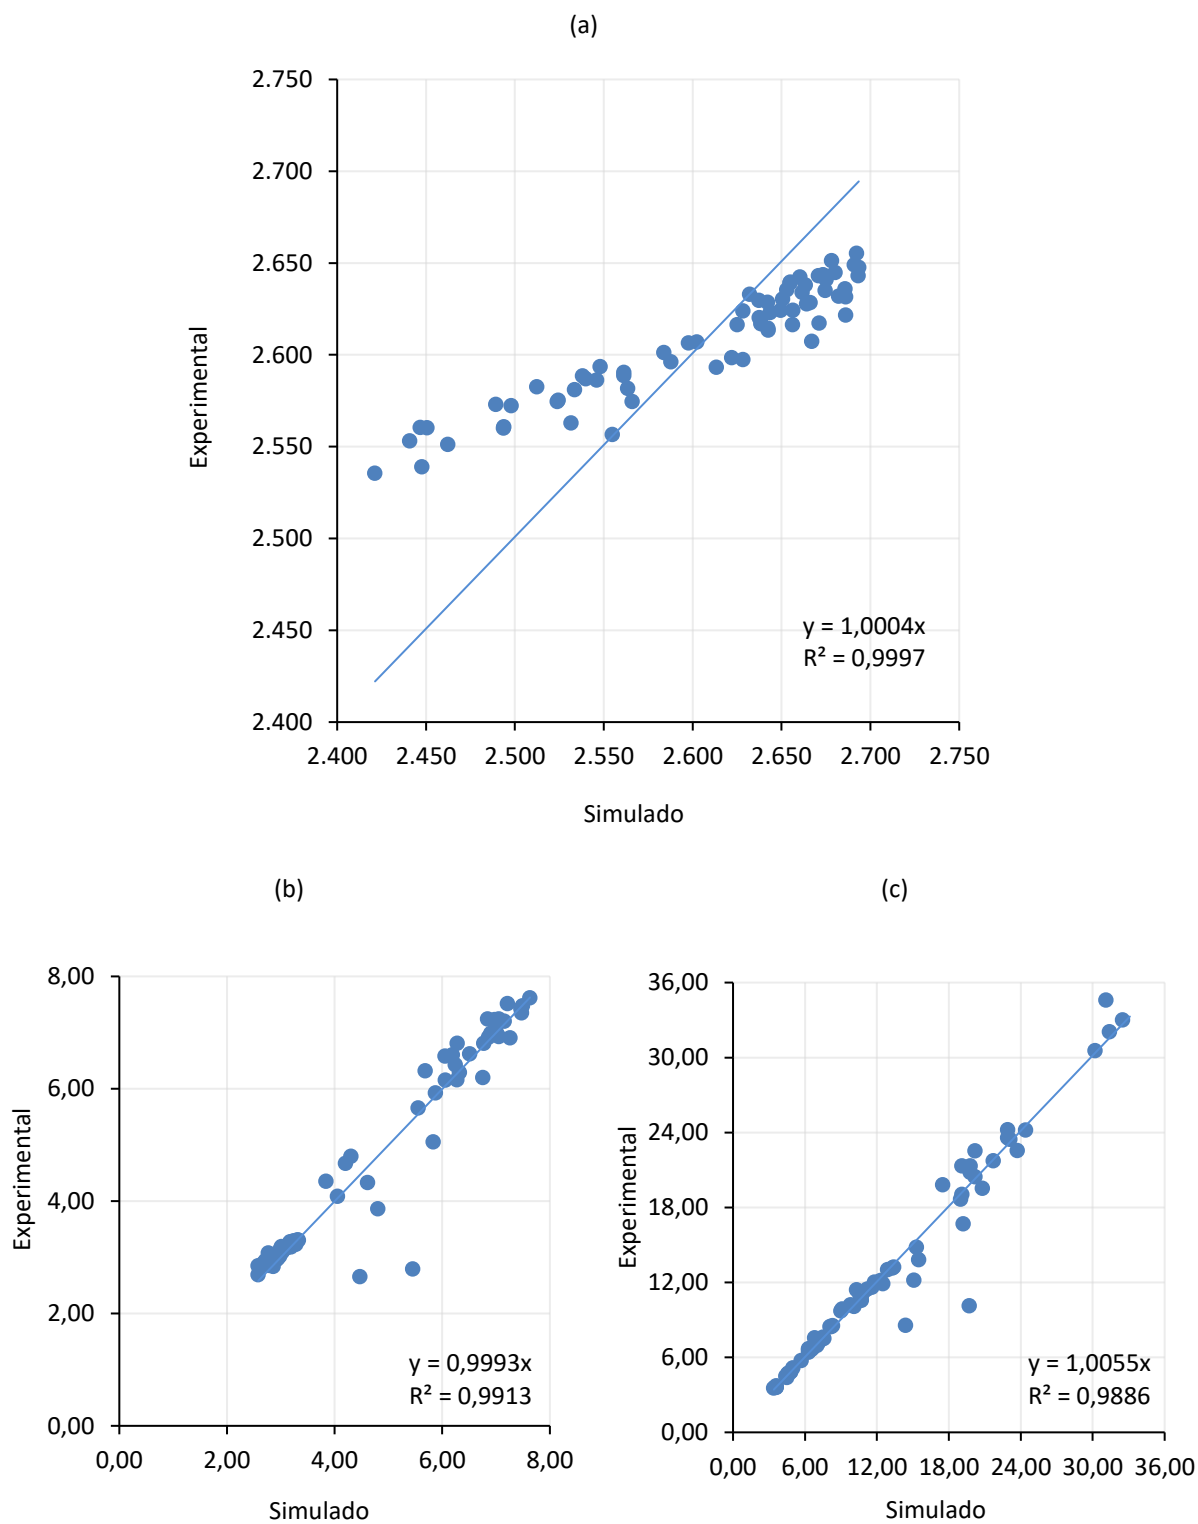 (a)
2.750
2.700
2.650
2.600
2.550
2.500
2.450
2.400
Experimental
y = 1,0004x
R² = 0,9997
2.400 2.450 2.500 2.550 2.600 2.650 2.700 2.750
Simulado
(b)
8,00
6,00
4,00
2,00
0,00
Experimental
y = 0,9993x
R² = 0,9913
0,00 2,00 4,00 6,00 8,00
Simulado
(c)
36,00
30,00
24,00
18,00
12,00
6,00
0,00
Experimental
y = 1,0055x
R² = 0,9886
0,00 6,00 12,00 18,00 24,00 30,00 36,00
Simulado